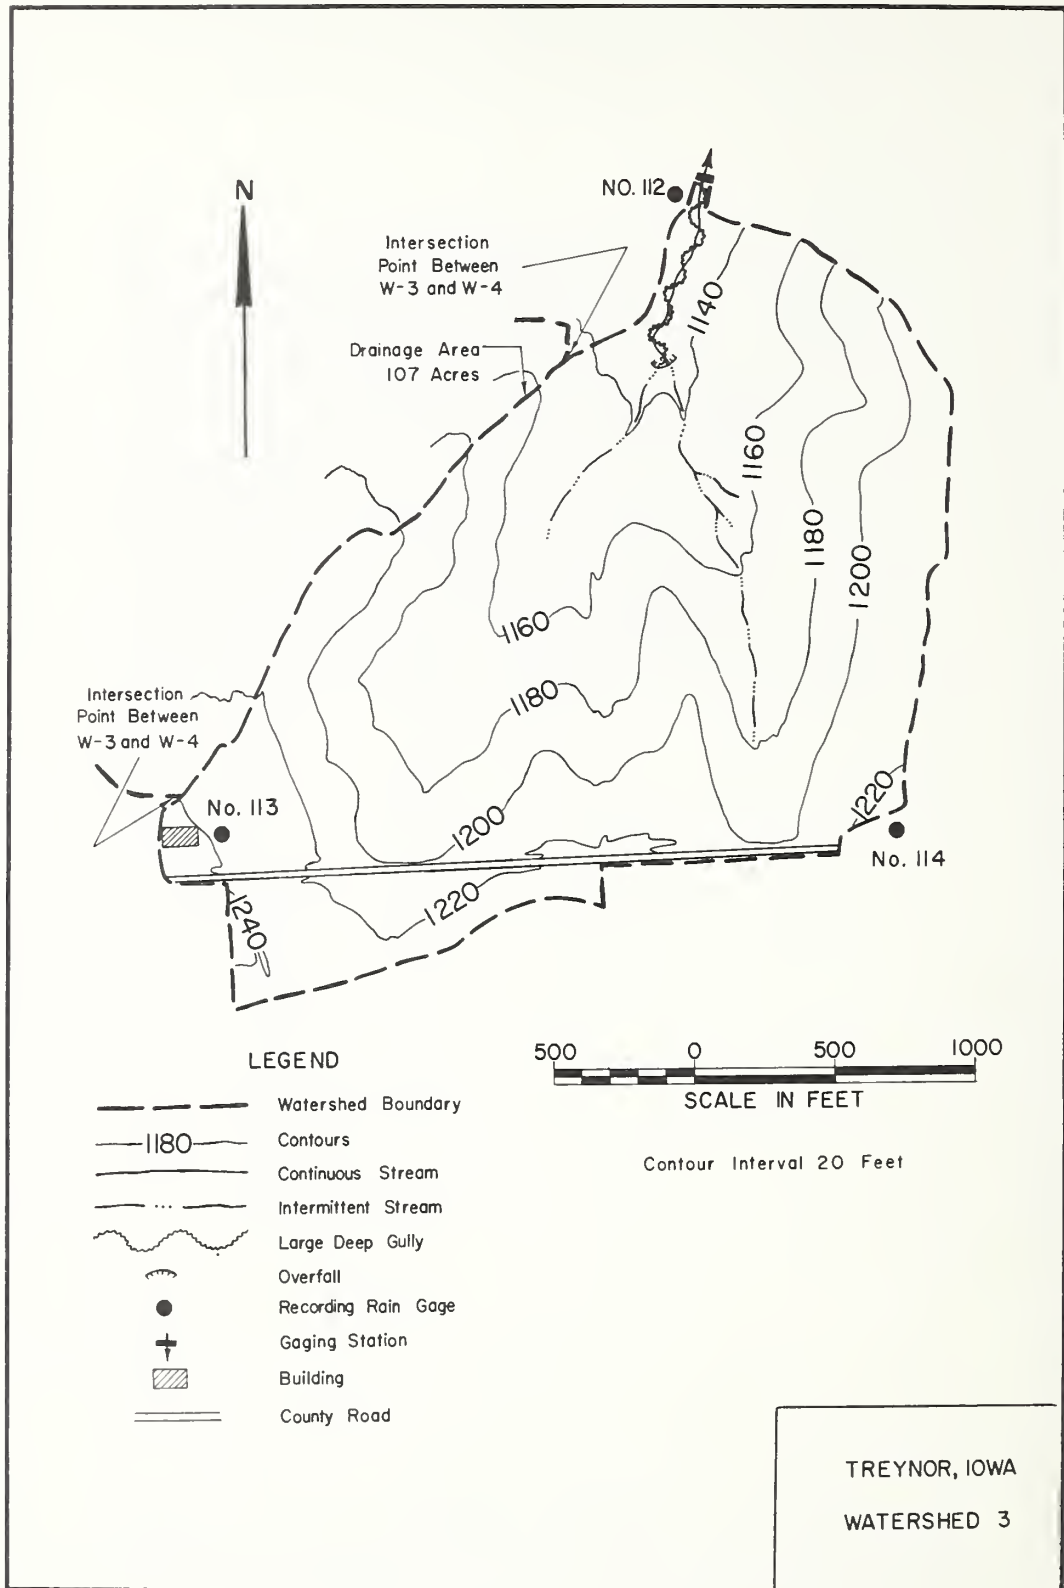 N
NO. 112
Intersection
Point Between
W-3 and W-4
Drainage Area
107 Acres
1140
1160
1180
1200
1160
1180
1200
1220
1220
1240
Intersection
Point Between
W-3 and W-4
No. 113
No. 114
LEGEND
Watershed Boundary
1180
Contours
Continuous Stream
Intermittent Stream
Large Deep Gully
Overfall
Recording Rain Gage
Gaging Station
Building
County Road
500 0 500 1000
SCALE IN FEET
Contour Interval 20 Feet
TREYNOR, IOWA
WATERSHED 3